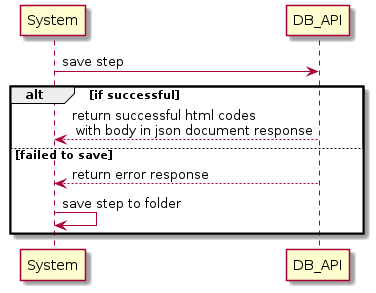 System DB_API
save step
alt [if successful]
return successful html codes
with body in json document response
[failed to save]
return error response
save step to folder
System DB_API